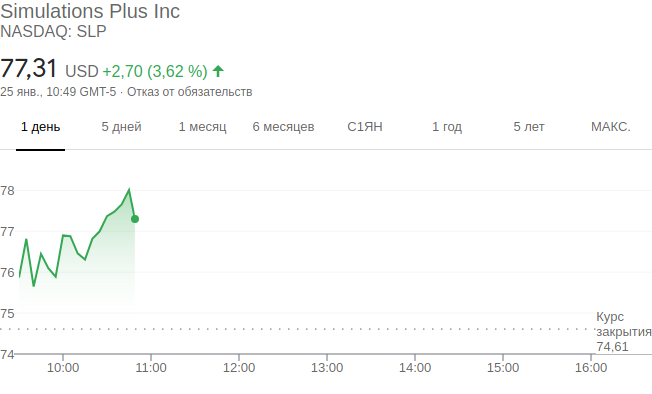 Simulations Plus Inc
NASDAQ: SLP
77,31 USD +2,70 (3,62 %)
25 янв., 10:49 GMT-5 · Отказ от обязательств
1 день 5 дней 1 месяц 6 месяцев С1ЯН 1 год 5 лет МАКС.
78
77
76
75
Курс
закрытия
74,61
74
10:00 11:00 12:00 13:00 14:00 15:00 16:00